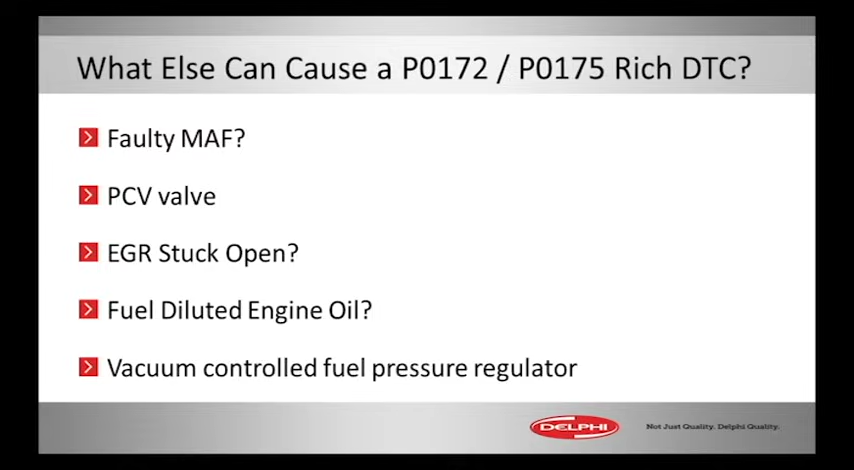 What Else Can Cause a P0172 / P0175 Rich DTC?
Faulty MAF?
PCV valve
EGR Stuck Open?
Fuel Diluted Engine Oil?
Vacuum controlled fuel pressure regulator
DELPHI
Not Just Quality. Delphi Quality.